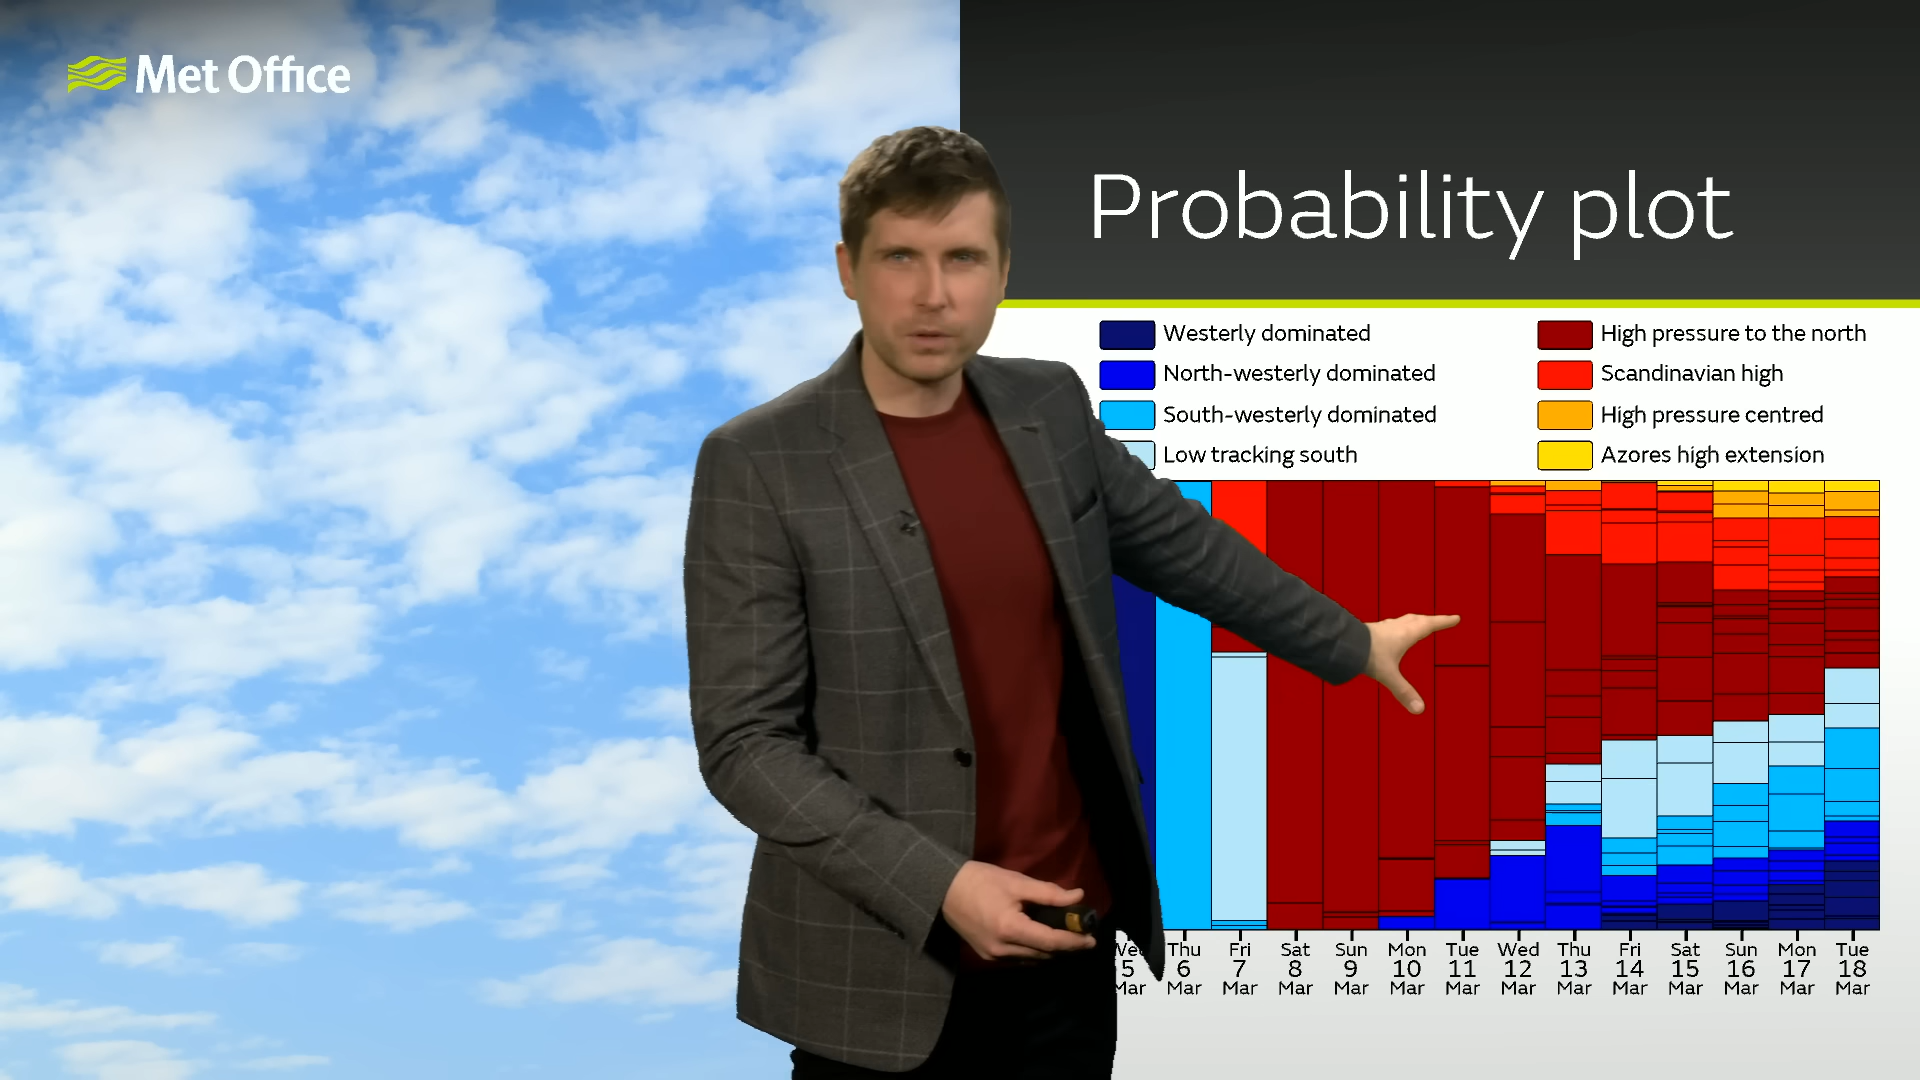 Met Office
Probability plot
Westerly dominated
North-westerly dominated
South-westerly dominated
Low tracking south
High pressure to the north
Scandinavian high
High pressure centred
Azores high extension
Wed Thu Fri Sat Sun Mon Tue Wed Thu Fri Sat Sun Mon Tue
5 6 7 8 9 10 11 12 13 14 15 16 17 18
Mar Mar Mar Mar Mar Mar Mar Mar Mar Mar Mar Mar Mar Mar